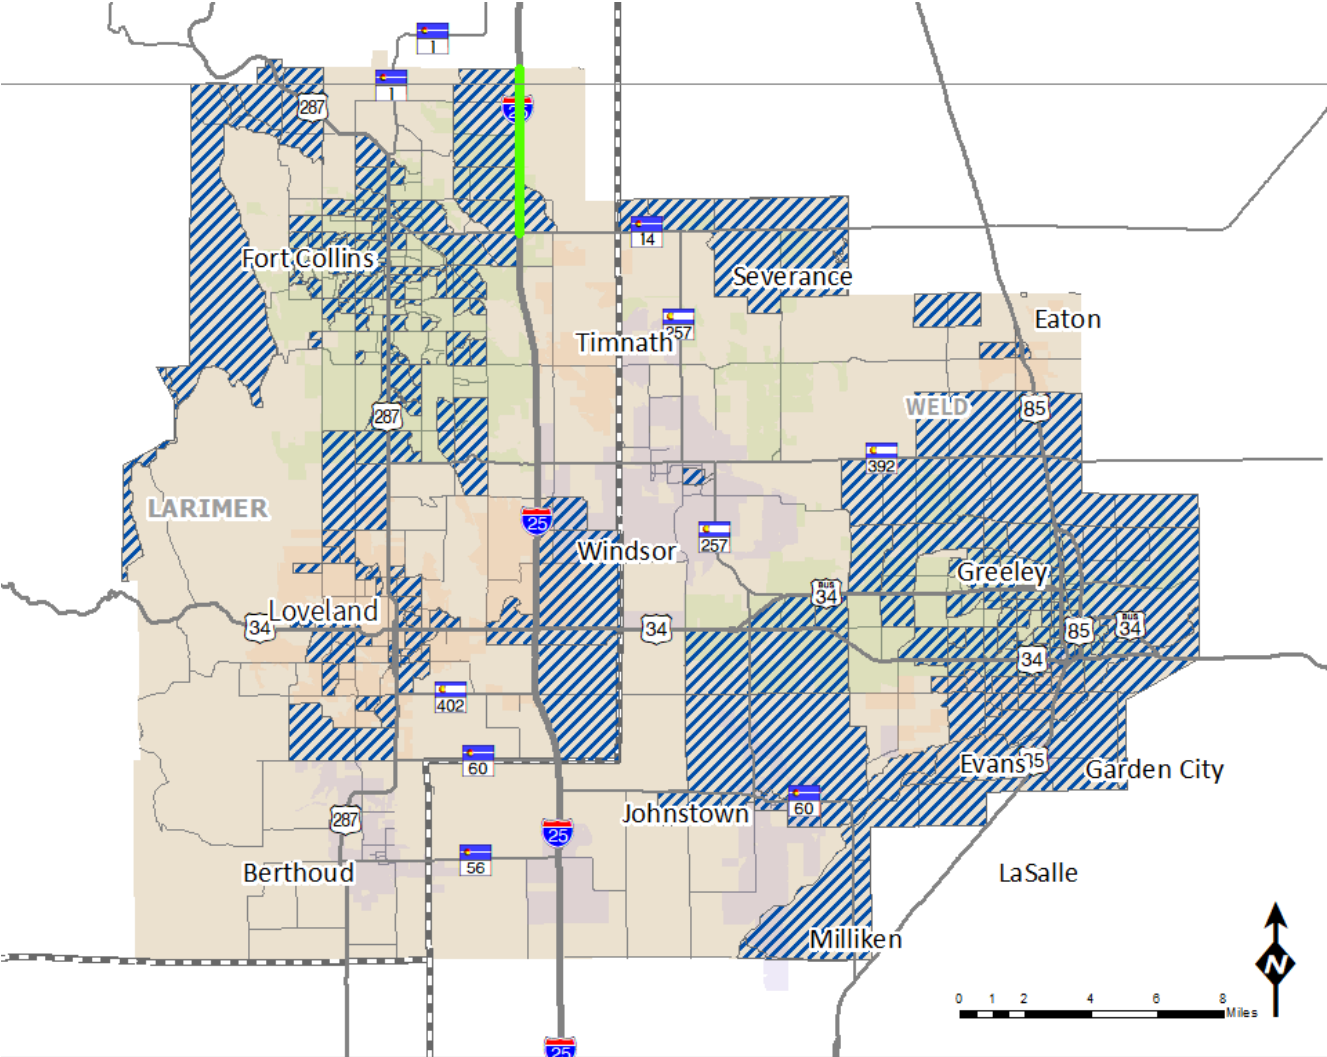 1
1
287
25
14
Fort Collins
Severance
257
Eaton
Timnath
WELD
85
287
392
LARIMER
25
257
Windsor
Greeley
BUS
34
Loveland
34
34
BUS
34
85
34
402
60
Evans
85
Garden City
60
Johnstown
287
25
56
Berthoud
LaSalle
Milliken
N
0 1 2 4 6 8
Miles
25